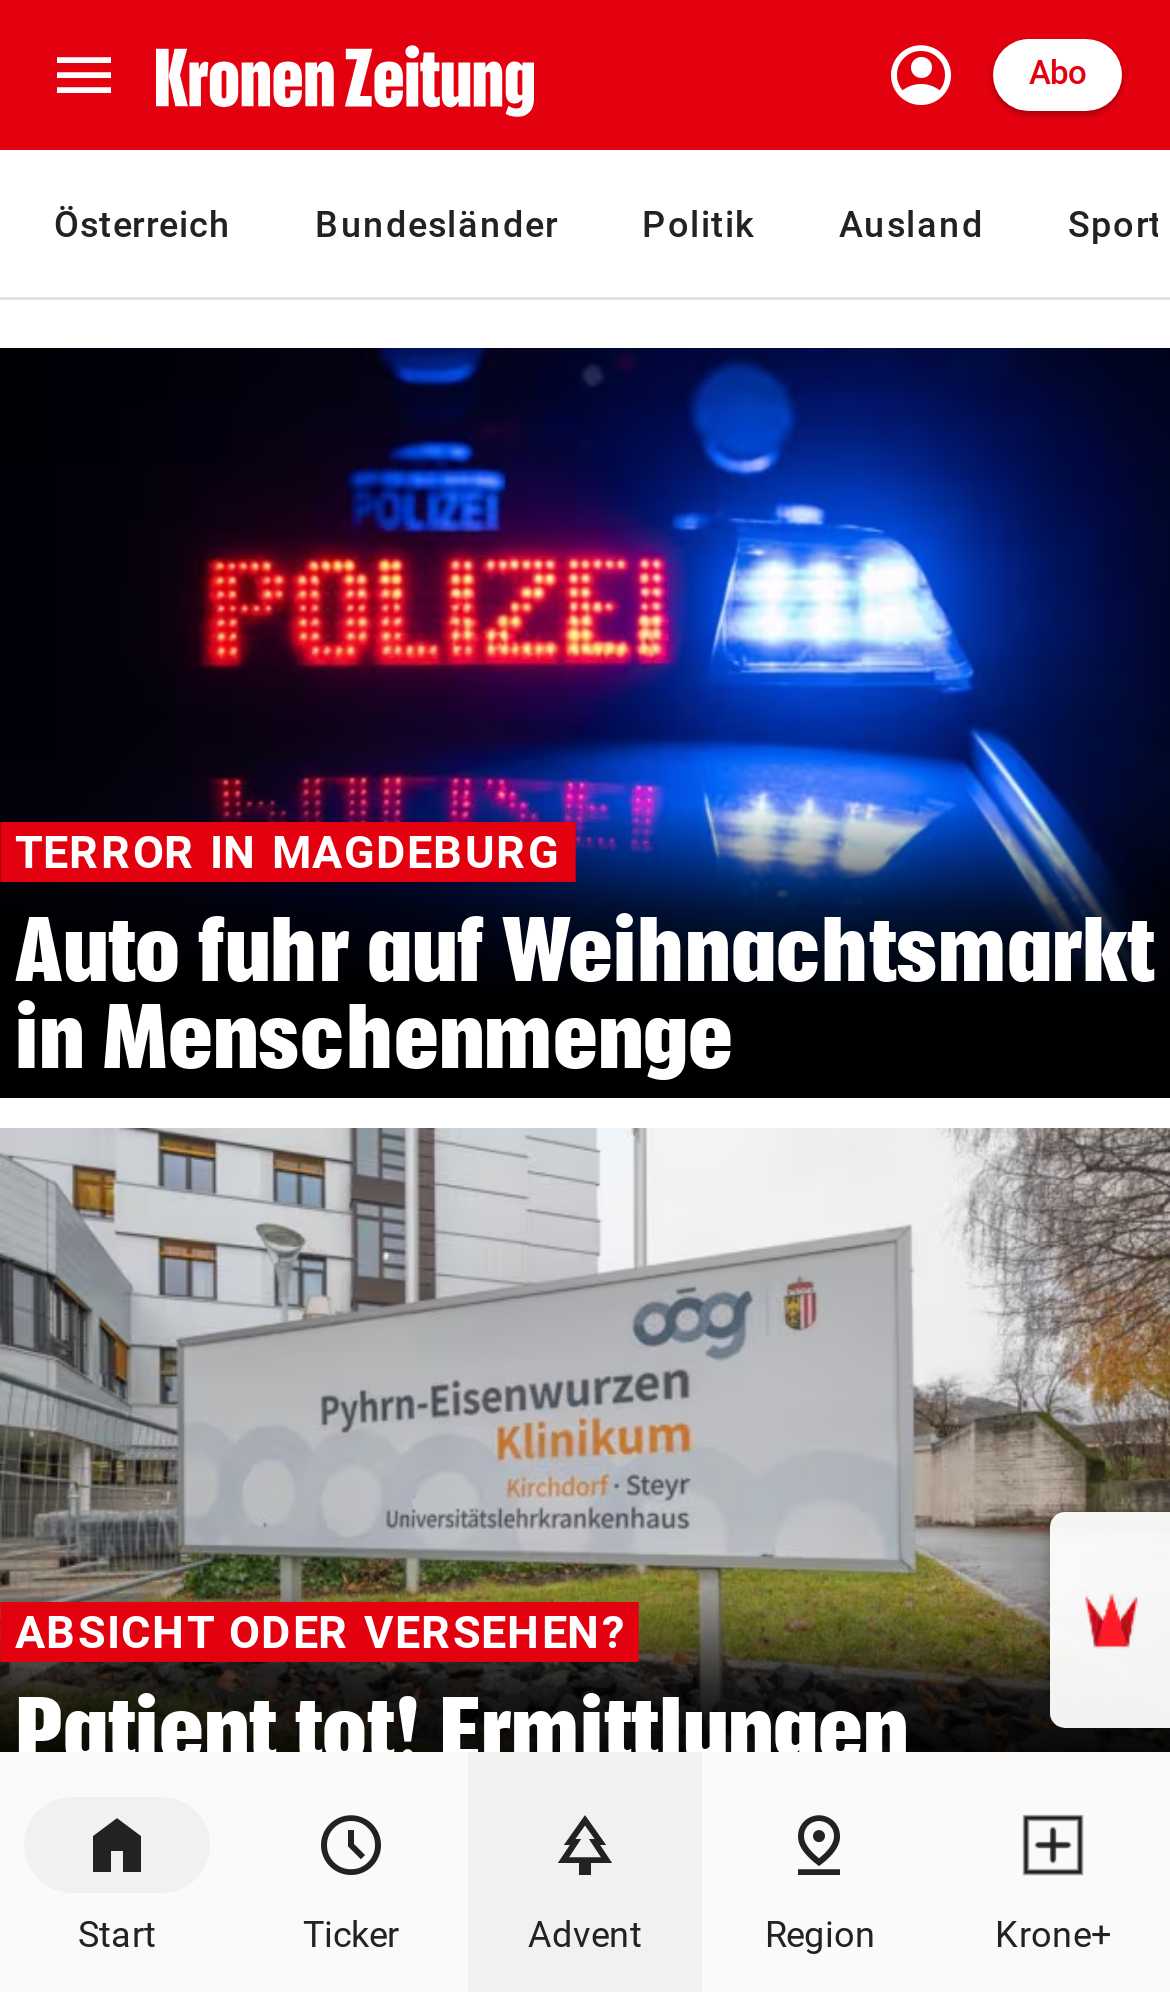 Kronen Zeitung
Abo
Österreich Bundesländer Politik Ausland Sport
POLIZEI
POLIZEI
TERROR IN MAGDEBURG
Auto fuhr auf Weihnachtsmarkt
in Menschenmenge
oög
Pyhrn-Eisenwurzen
Klinikum
Kirchdorf · Steyr
Universitätslehrkrankenhaus
ABSICHT ODER VERSEHEN?
Patient tot! Ermittlungen
Start Ticker Advent Region Krone+